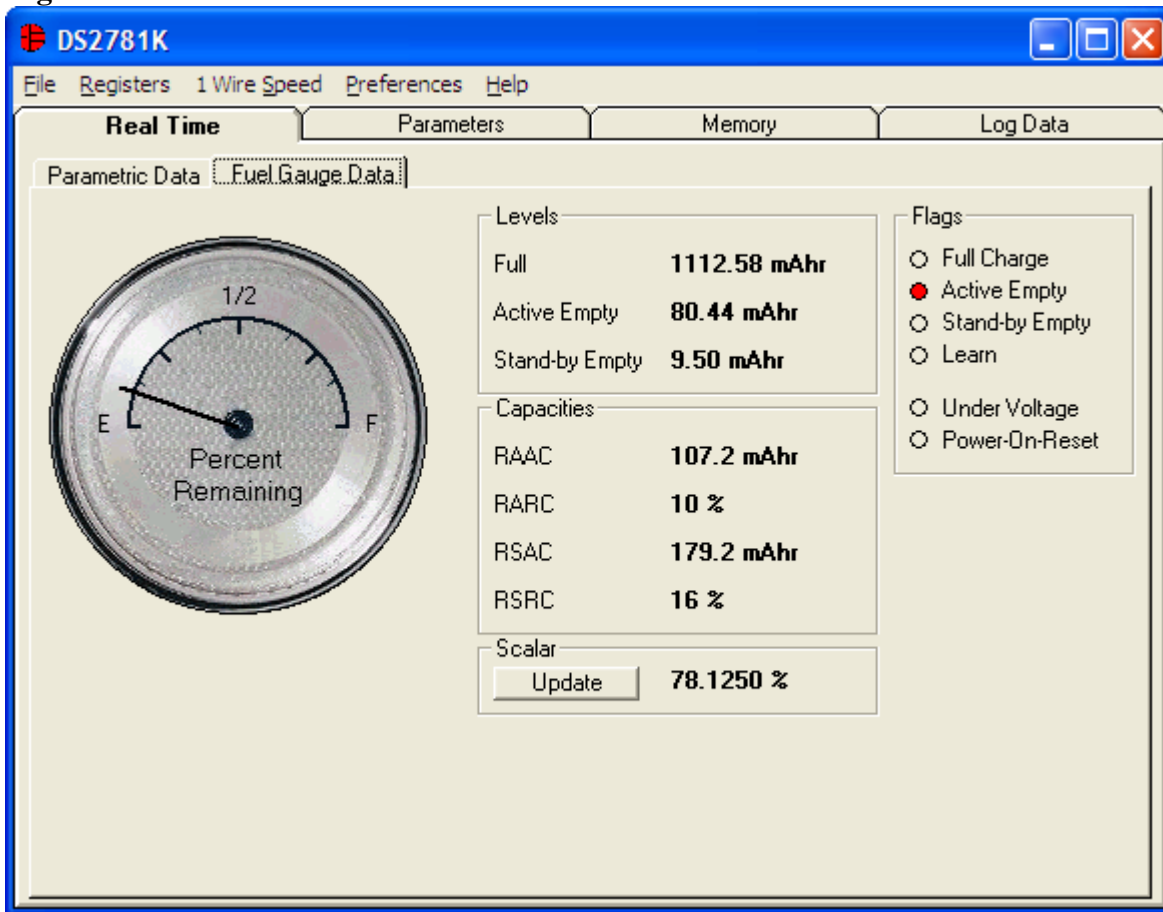 DS2781K
File Registers 1 Wire Speed Preferences Help
Real Time Parameters Memory Log Data
Parametric Data Fuel Gauge Data
1/2
E F
Percent
Remaining
Levels
Full 1112.58 mAhr
Active Empty 80.44 mAhr
Stand-by Empty 9.50 mAhr
Capacities
RAAC 107.2 mAhr
RARC 10 %
RSAC 179.2 mAhr
RSRC 16 %
Scalar
Update 78.1250 %
Flags
Full Charge
Active Empty
Stand-by Empty
Learn
Under Voltage
Power-On-Reset